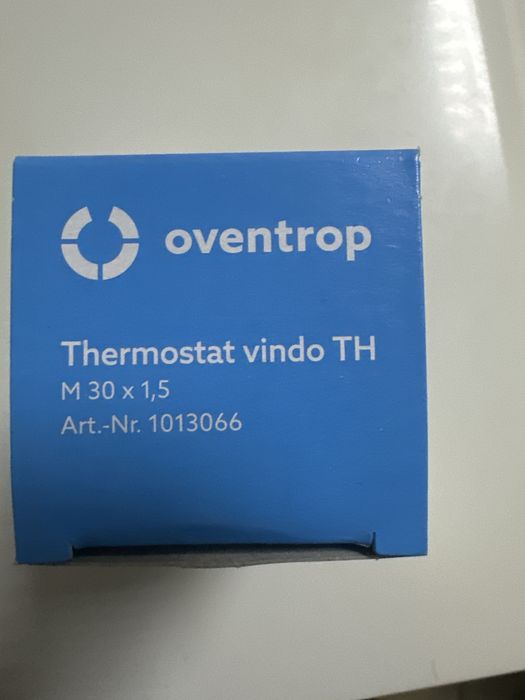 oventrop
Thermostat vindo TH
M 30 x 1,5
Art.-Nr. 1013066